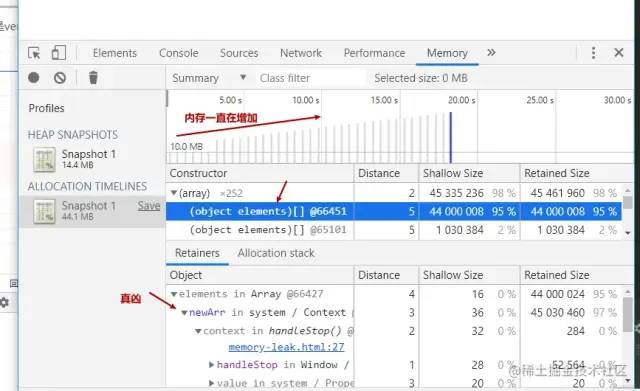 是ver
Elements Console Sources Network Performance Memory »
Summary ▼ Class filter Selected size: 0 MB
Profiles
5.00 s 10.00 s 15.00 s 20.00 s 25.00 s 30.00 s
内存一直在增加
10.0 MB
HEAP SNAPSHOTS
Snapshot 1
14.4 MB
ALLOCATION TIMELINES
Snapshot 1 Save
44.1 MB
Constructor Distance Shallow Size Retained Size
▼(array) ×252 2 45 335 236 98 % 45 461 960 98 %
(object elements)[] @66451 5 44 000 008 95 % 44 000 008 95 %
(object elements)[] @65101 5 1 030 384 2 % 1 030 384 2 %
Retainers Allocation stack
Object Distance Shallow Size Retained Size
▼elements in Array @66427 4 16 0 % 44 000 024 95 %
真凶
▼newArr in system / Context @ 3 36 0 % 45 030 460 97 %
▼context in handleStop() @ 2 32 0 % 284 0 %
memory-leak.html:27
▶handleStop in Window / 1 28 0 % 52 564 0 %
▶value in system / Prope 3 20 0 % 20 0 %
@稀土掘金技术社区